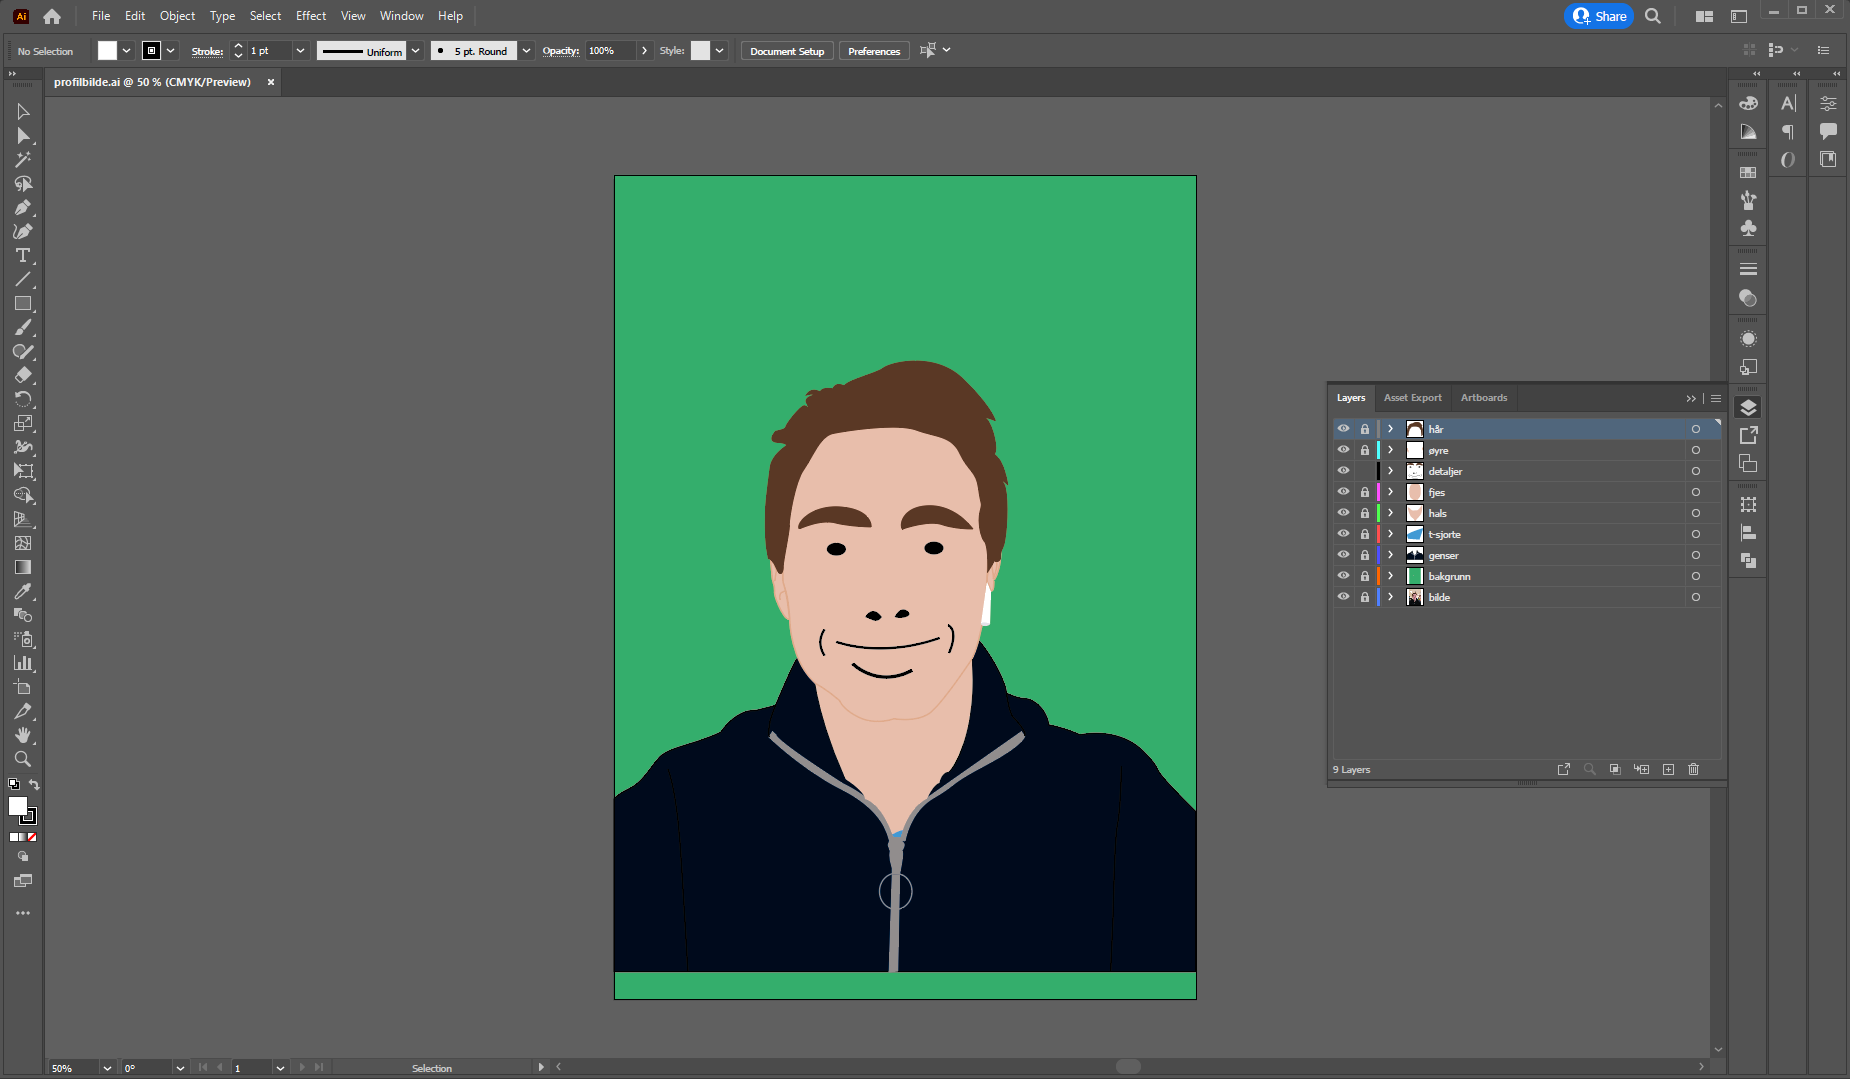 Ai File Edit Object Type Select Effect View Window Help Share
No Selection Stroke: 1 pt Uniform 5 pt. Round Opacity: 100% Style: Document Setup Preferences
profilbilde.ai @ 50 % (CMYK/Preview)
Layers Asset Export Artboards
hår
øyre
detaljer
fjes
hals
t-sjorte
genser
bakgrunn
bilde
9 Layers
50% 0° 1 Selection